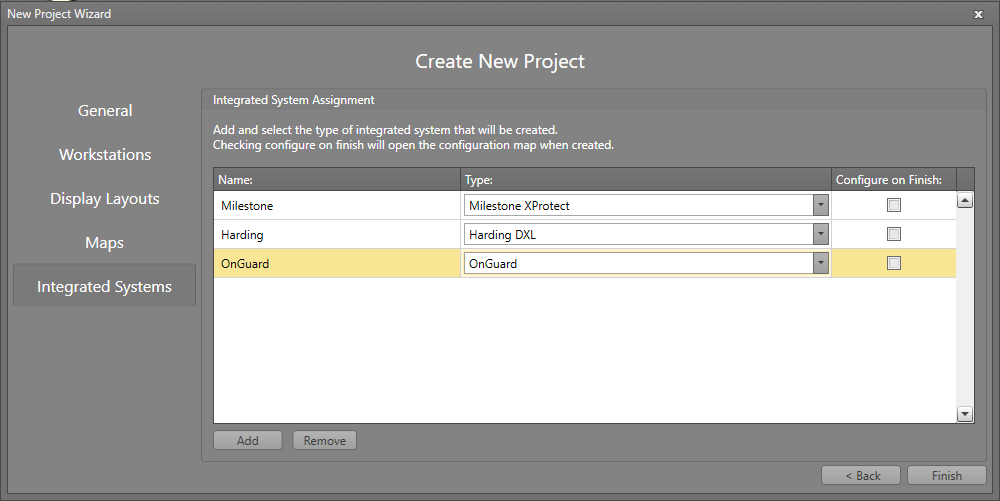 New Project Wizard
Create New Project
General
Workstations
Display Layouts
Maps
Integrated Systems
Integrated System Assignment
Add and select the type of integrated system that will be created.
Checking configure on finish will open the configuration map when created.
Name: Type: Configure on Finish:
Milestone Milestone XProtect
Harding Harding DXL
OnGuard OnGuard
Add Remove
< Back Finish